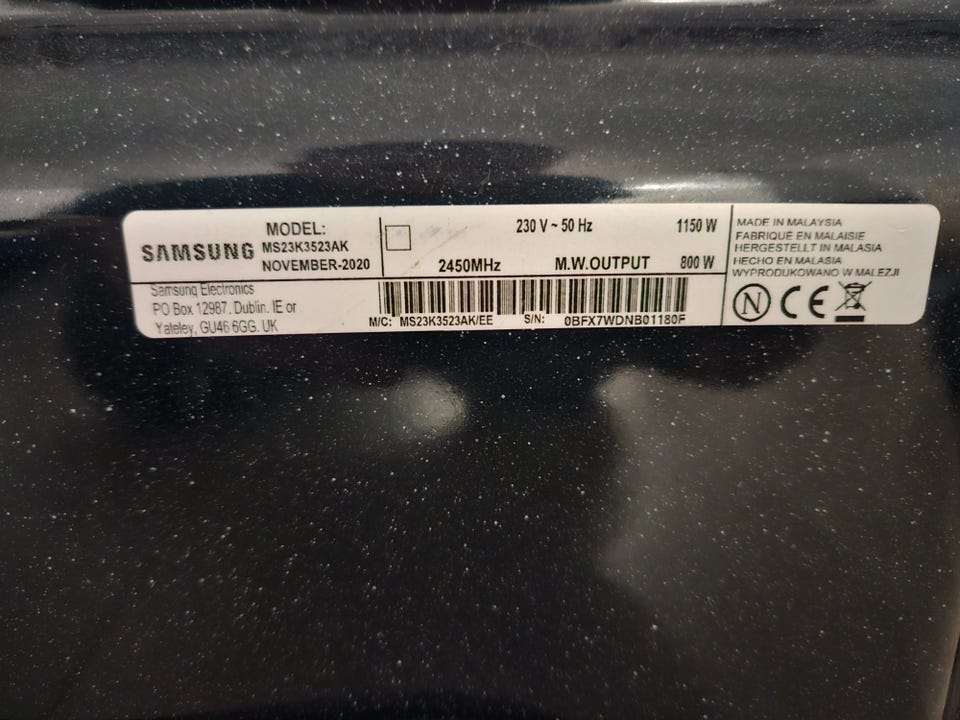 SAMSUNG
MODEL:
MS23K3523AK
NOVEMBER-2020
230 V ~ 50 Hz 1150 W
2450MHz M.W.OUTPUT 800 W
Samsung Electronics
PO Box 12987, Dublin. IE or
Yateley, GU46 6GG. UK
M/C: MS23K3523AK/EE S/N: 0BFX7WDNB01180F
MADE IN MALAYSIA
FABRIQUÉ EN MALAISIE
HERGESTELLT IN MALASIA
HECHO EN MALASIA
WYPRODUKOWANO W MALEZJI
N CE